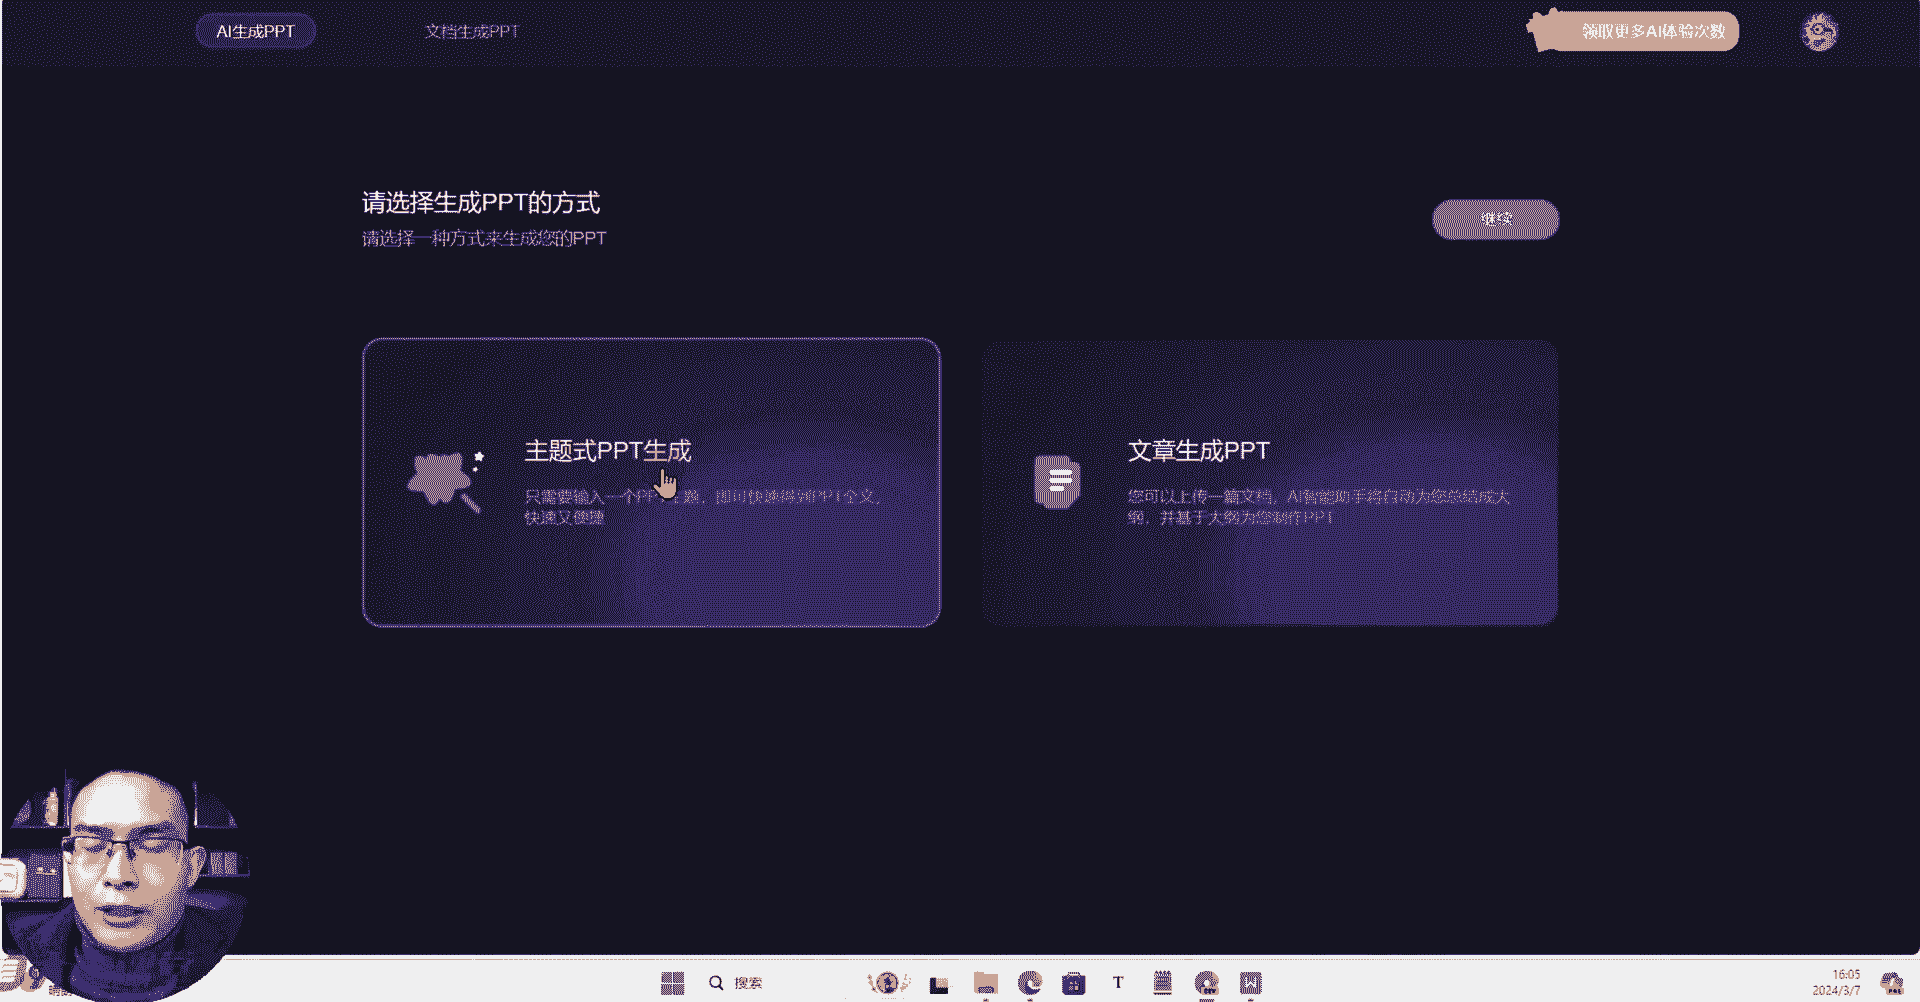 AI生成PPT
文档生成PPT
领取更多AI体验次数
请选择生成PPT的方式
请选择一种方式来生成您的PPT
继续
主题式PPT生成
只需要输入一个PPT主题，即可快速得到PPT全文，
快速又便捷
文章生成PPT
您可以上传一篇文档，AI智能助手将自动为您总结成大
纲，并基于大纲为您制作PPT
搜索
16:05
2024/3/7